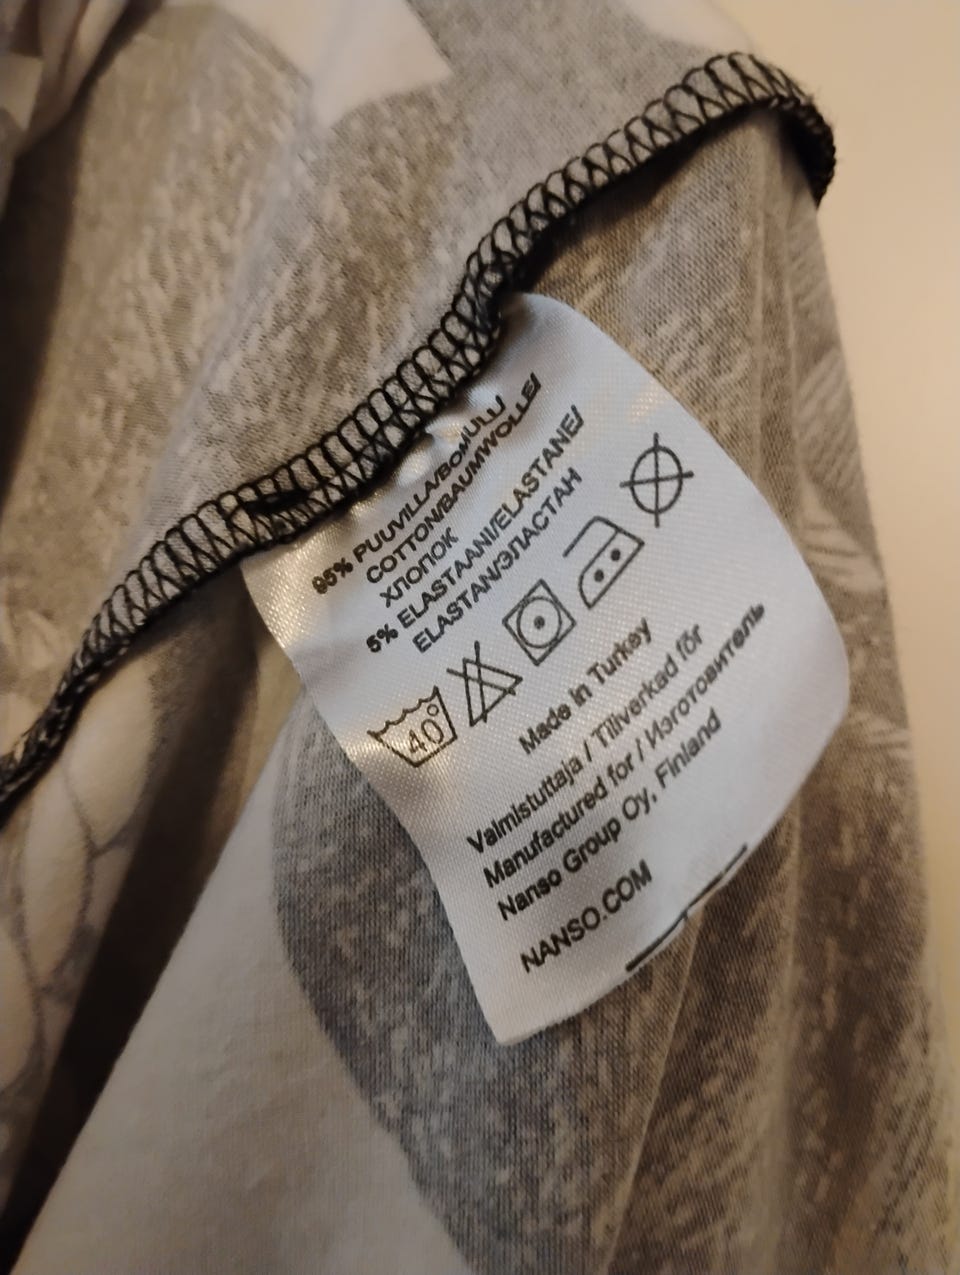 95% PUUVILLA/BOMULL/
COTTON/BAUMWOLLE/
ХЛОПОК
5% ELASTAANI/ELASTANE/
ELASTAN/ЭЛАСТАН
40°
Made in Turkey
Valmistuttaja / Tillverkad för
Manufactured for / Изготовитель
Nanso Group Oy, Finland
NANSO.COM